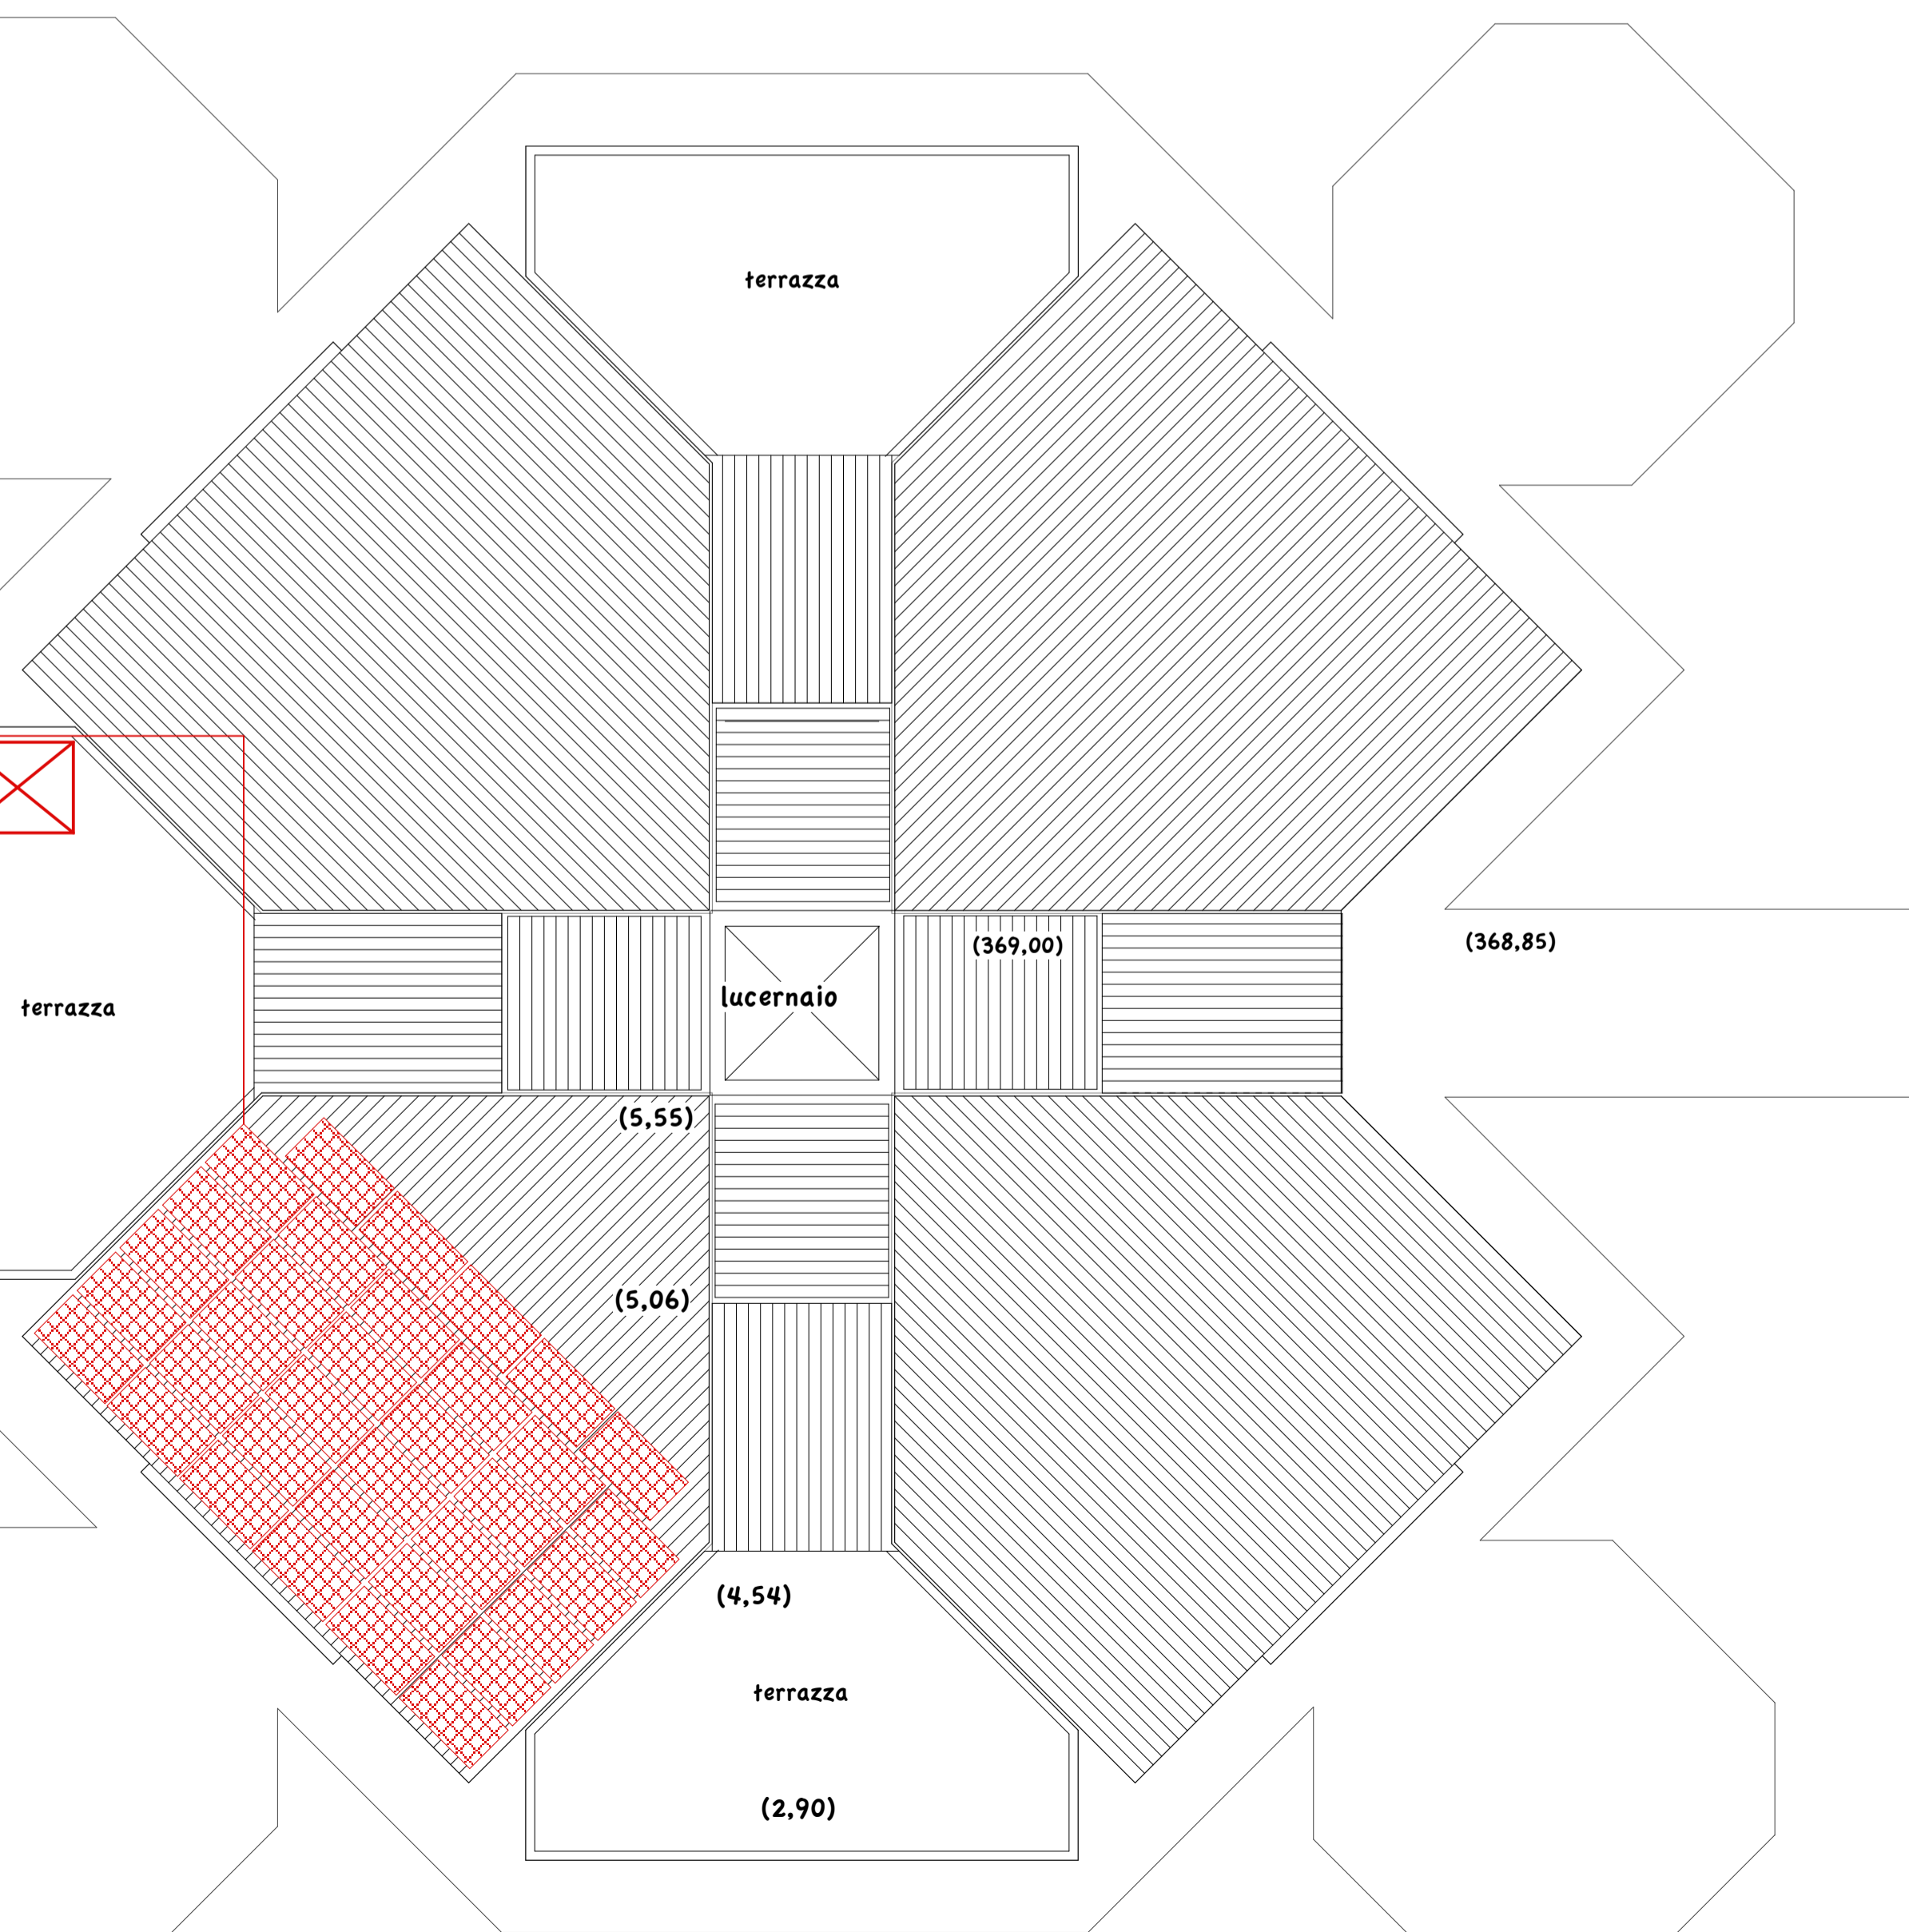 terrazza
(369,00)
(368,85)
lucernaio
terrazza
(5,55)
(5,06)
(4,54)
terrazza
(2,90)